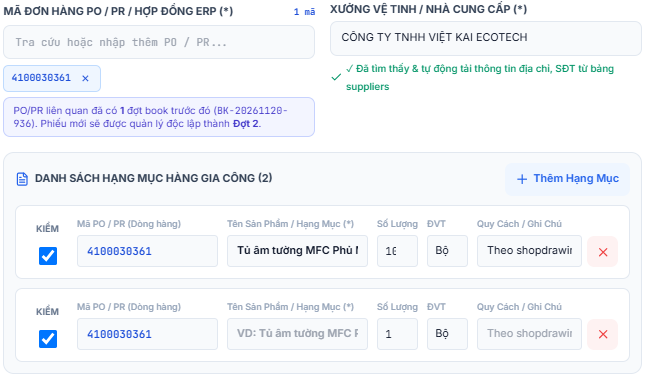 MÃ ĐƠN HÀNG PO / PR / HỢP ĐỒNG ERP (*)
1 mã
Tra cứu hoặc nhập thêm PO / PR...
4100030361 ×
PO/PR liên quan đã có 1 đợt book trước đó (BK-20261120-
936). Phiếu mới sẽ được quản lý độc lập thành Đợt 2.
XƯỞNG VỆ TINH / NHÀ CUNG CẤP (*)
CÔNG TY TNHH VIỆT KAI ECOTECH
✓ Đã tìm thấy & tự động tải thông tin địa chỉ, SĐT từ bảng
suppliers
DANH SÁCH HẠNG MỤC HÀNG GIA CÔNG (2)
+ Thêm Hạng Mục
KIỂM
Mã PO / PR (Dòng hàng)
Tên Sản Phẩm / Hạng Mục (*)
Số Lượng
ĐVT
Quy Cách / Ghi Chú
4100030361
Tủ âm tường MFC Phủ
Bộ
Theo shopdrawin
KIỂM
Mã PO / PR (Dòng hàng)
Tên Sản Phẩm / Hạng Mục (*)
Số Lượng
ĐVT
Quy Cách / Ghi Chú
4100030361
VD: Tủ âm tường MFC
1
Bộ
Theo shopdrawin